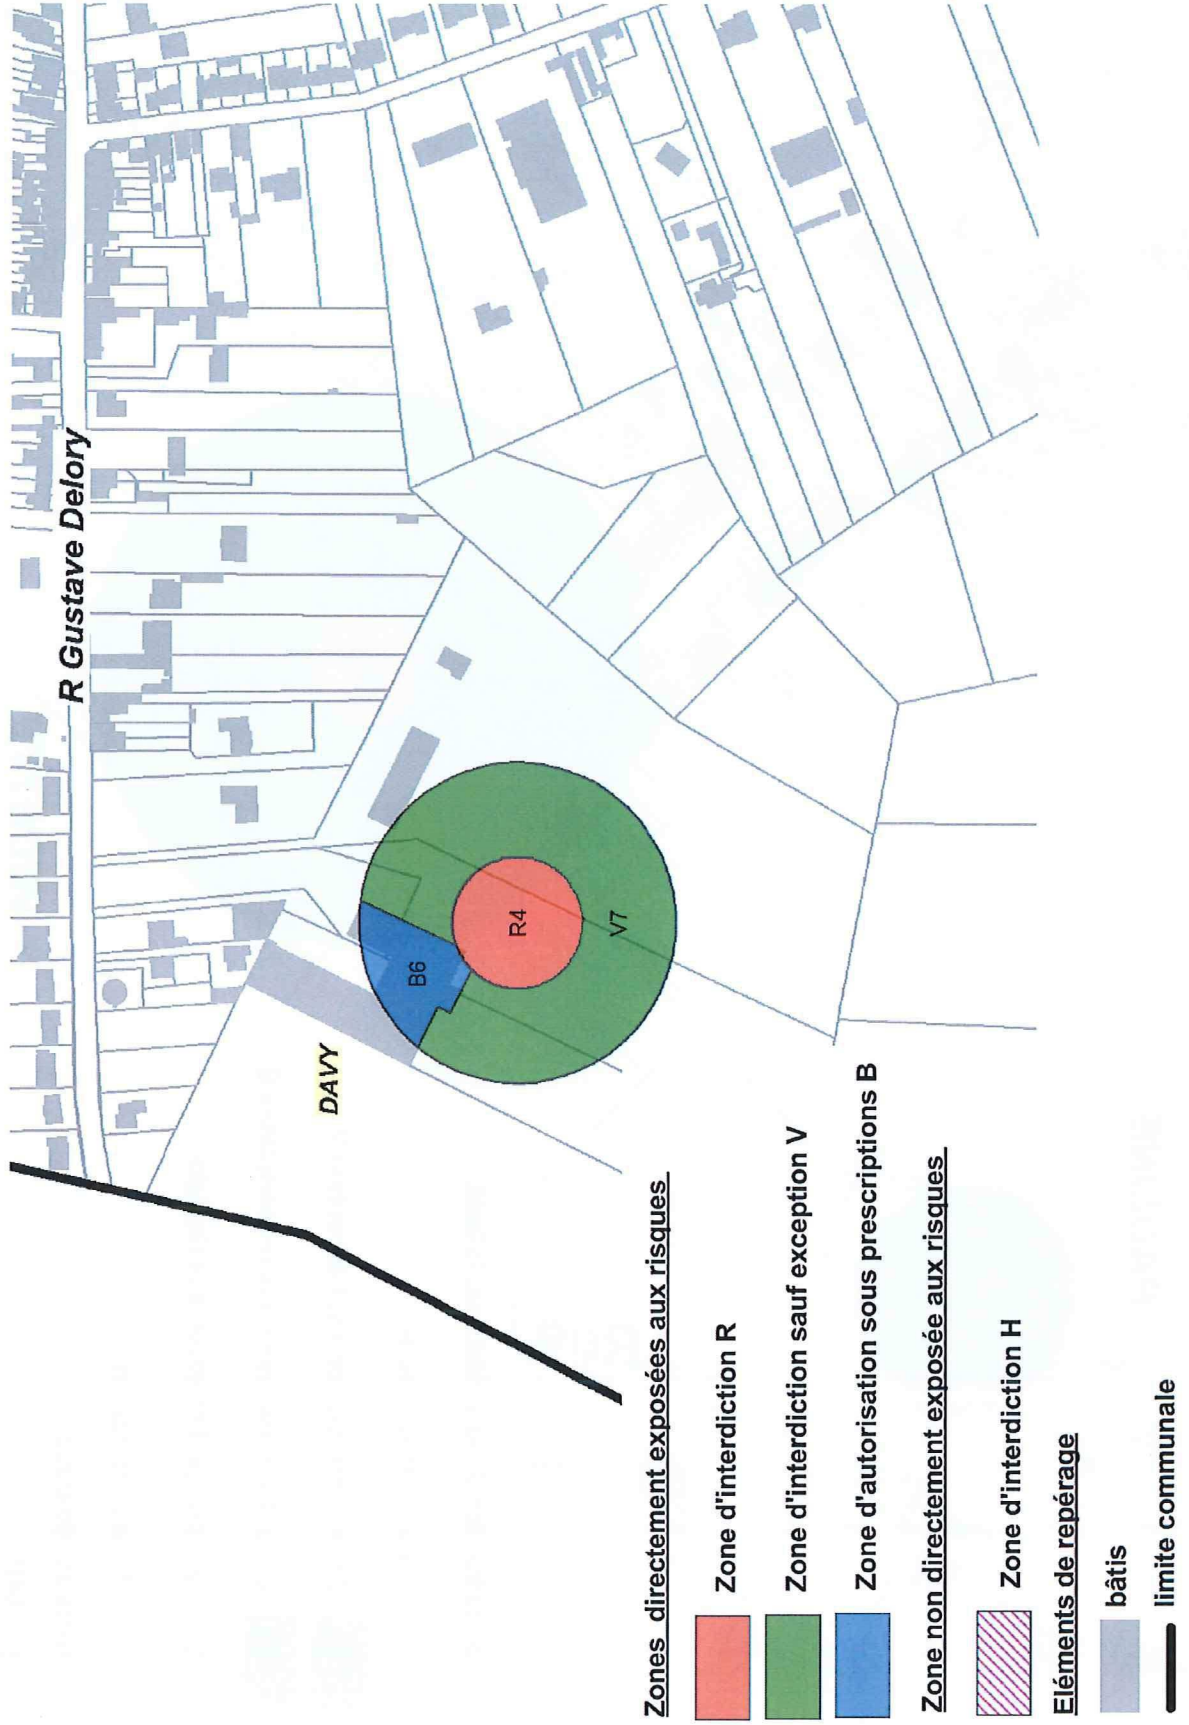 R Gustave Delory
DAVY
B6
R4
V7
Zones directement exposées aux risques
Zone d'interdiction R
Zone d'interdiction sauf exception V
Zone d'autorisation sous prescriptions B
Zone non directement exposée aux risques
Zone d'interdiction H
Eléments de repérage
bâtis
limite communale